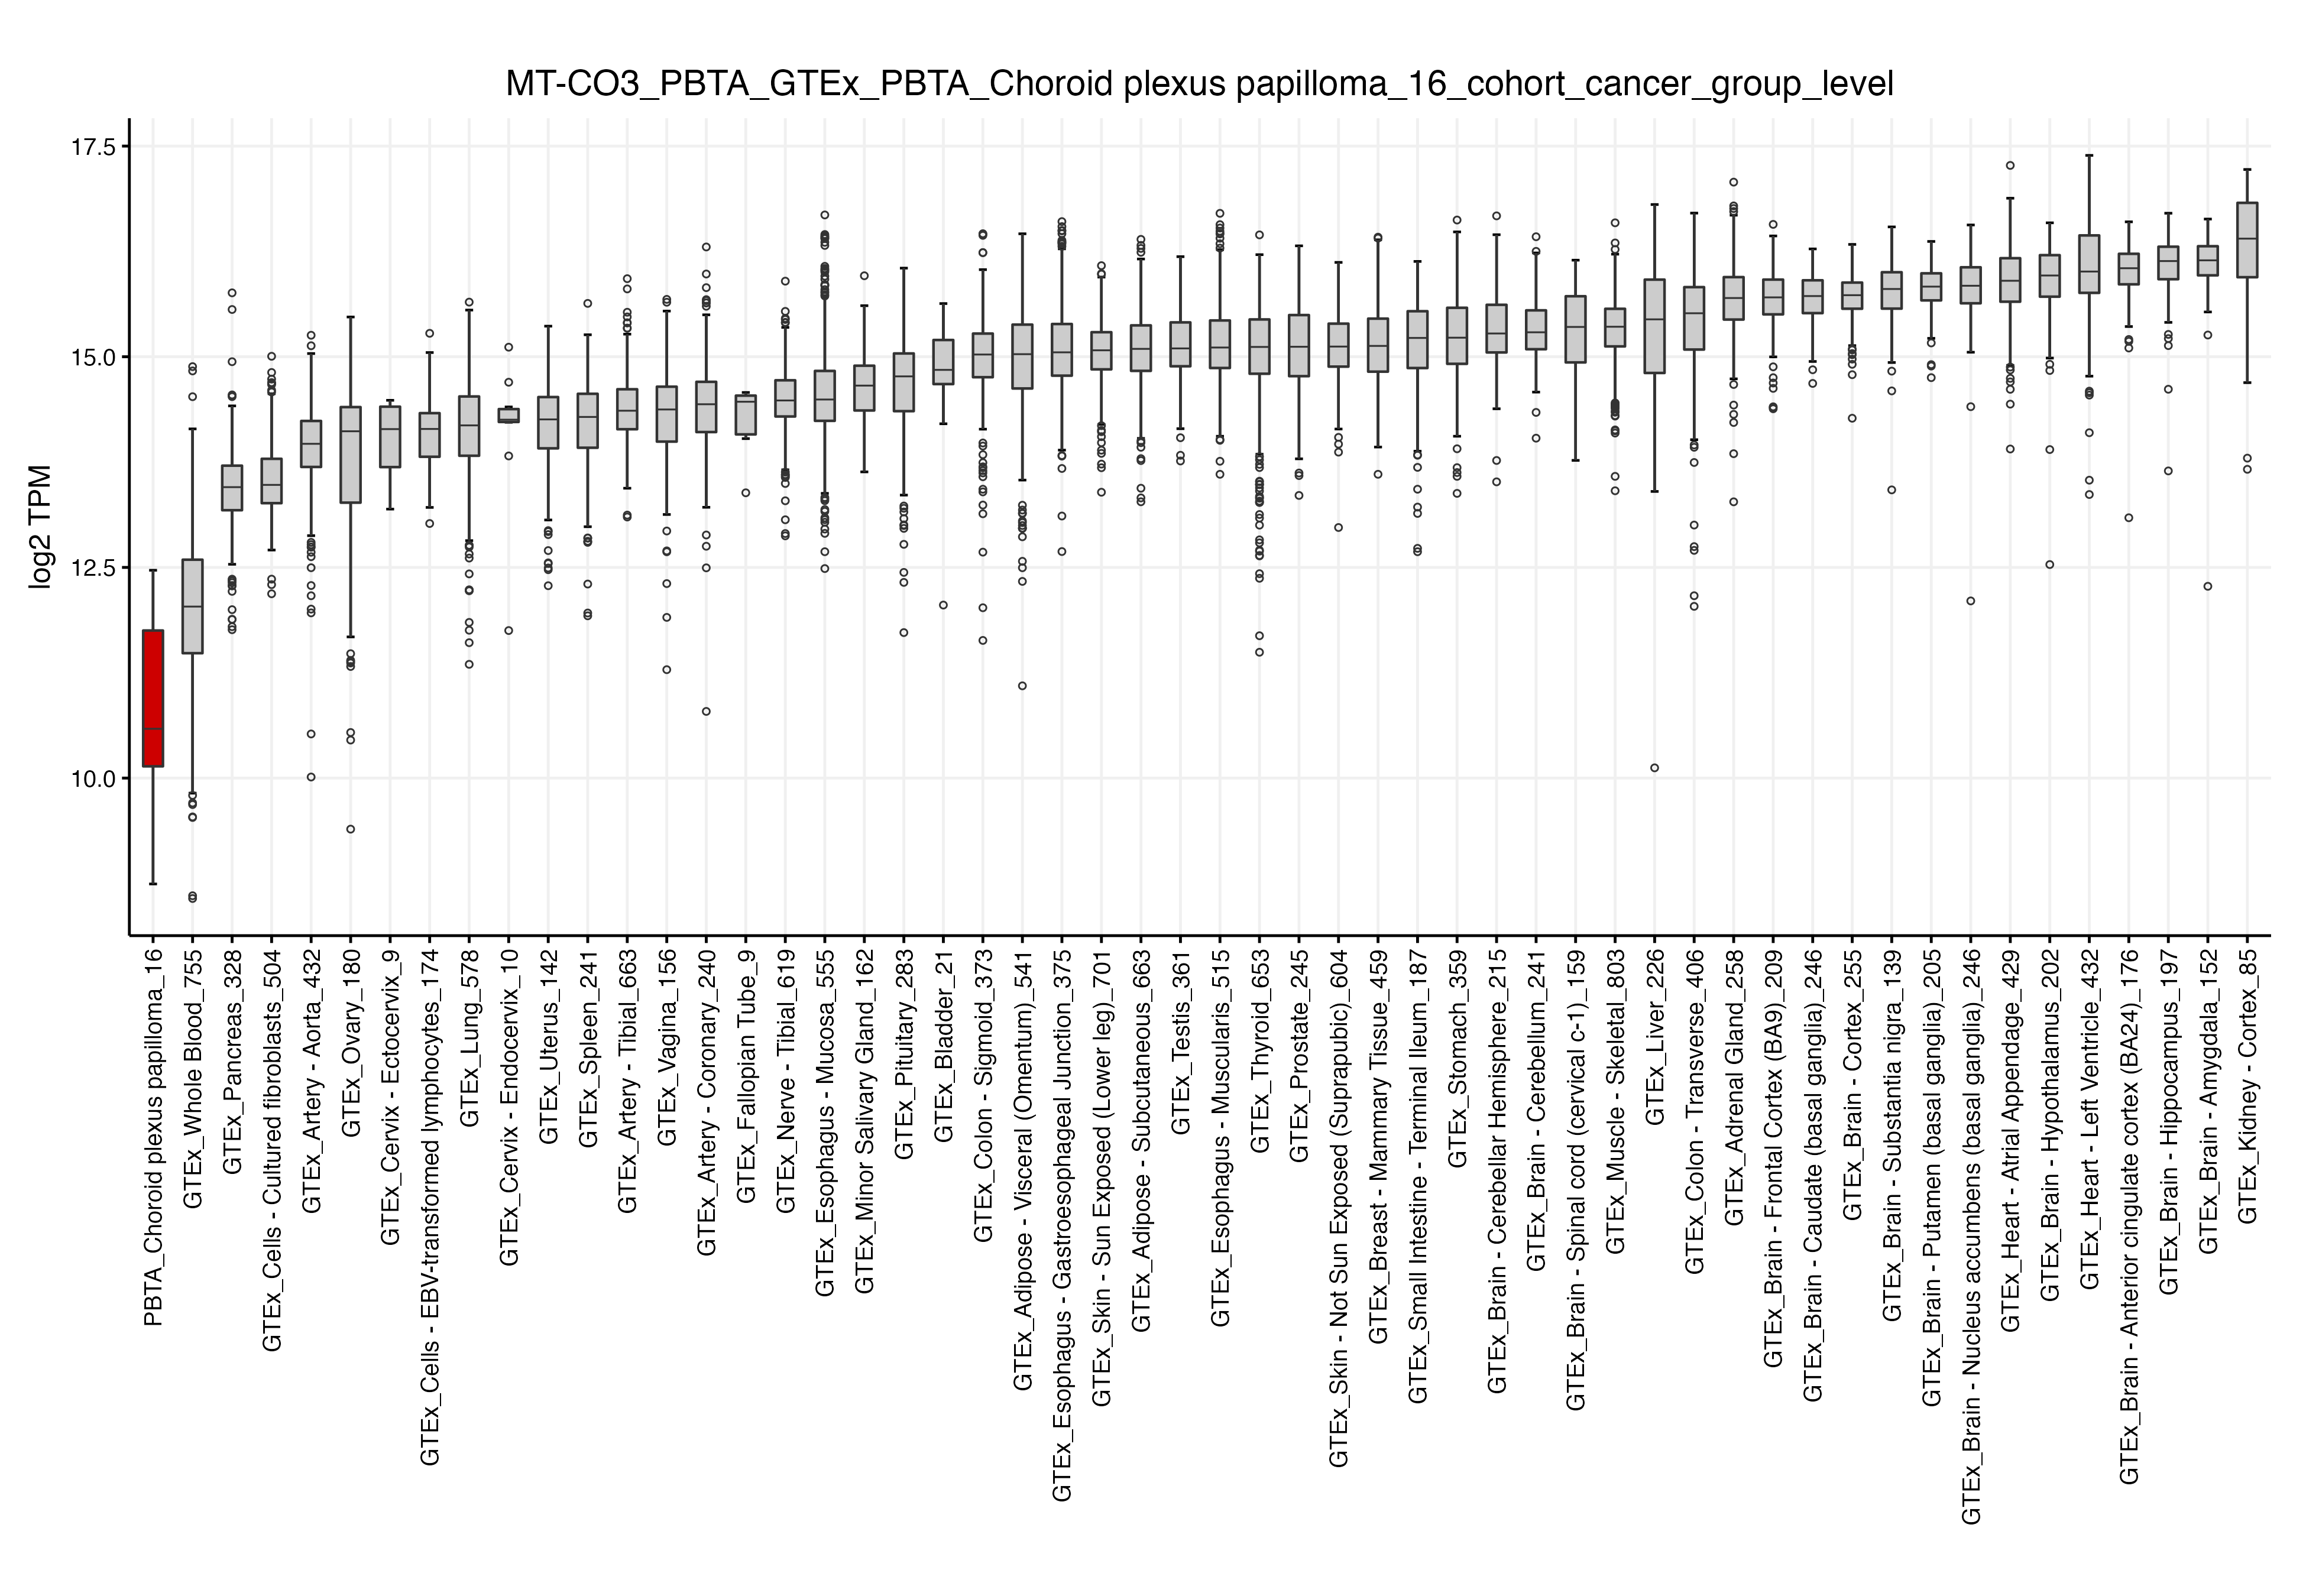 MT-CO3_PBTA_GTEx_PBTA_Choroid plexus papilloma_16_cohort_cancer_group_level
log2 TPM
17.5
15.0
12.5
10.0
PBTA_Choroid plexus papilloma_16
GTEx_Whole Blood_755
GTEx_Pancreas_328
GTEx_Cells - Cultured fibroblasts_504
GTEx_Artery - Aorta_432
GTEx_Ovary_180
GTEx_Cervix - Ectocervix_9
GTEx_Cells - EBV-transformed lymphocytes_174
GTEx_Lung_578
GTEx_Cervix - Endocervix_10
GTEx_Uterus_142
GTEx_Spleen_241
GTEx_Artery - Tibial_663
GTEx_Vagina_156
GTEx_Artery - Coronary_240
GTEx_Fallopian Tube_9
GTEx_Nerve - Tibial_619
GTEx_Esophagus - Mucosa_555
GTEx_Minor Salivary Gland_162
GTEx_Pituitary_283
GTEx_Bladder_21
GTEx_Colon - Sigmoid_373
GTEx_Adipose - Visceral (Omentum)_541
GTEx_Esophagus - Gastroesophageal Junction_375
GTEx_Skin - Sun Exposed (Lower leg)_701
GTEx_Adipose - Subcutaneous_663
GTEx_Testis_361
GTEx_Esophagus - Muscularis_515
GTEx_Thyroid_653
GTEx_Prostate_245
GTEx_Skin - Not Sun Exposed (Suprapubic)_604
GTEx_Breast - Mammary Tissue_459
GTEx_Small Intestine - Terminal Ileum_187
GTEx_Stomach_359
GTEx_Brain - Cerebellar Hemisphere_215
GTEx_Brain - Cerebellum_241
GTEx_Brain - Spinal cord (cervical c-1)_159
GTEx_Muscle - Skeletal_803
GTEx_Liver_226
GTEx_Colon - Transverse_406
GTEx_Adrenal Gland_258
GTEx_Brain - Frontal Cortex (BA9)_209
GTEx_Brain - Caudate (basal ganglia)_246
GTEx_Brain - Cortex_255
GTEx_Brain - Substantia nigra_139
GTEx_Brain - Putamen (basal ganglia)_205
GTEx_Brain - Nucleus accumbens (basal ganglia)_246
GTEx_Heart - Atrial Appendage_429
GTEx_Brain - Hypothalamus_202
GTEx_Heart - Left Ventricle_432
GTEx_Brain - Anterior cingulate cortex (BA24)_176
GTEx_Brain - Hippocampus_197
GTEx_Brain - Amygdala_152
GTEx_Kidney - Cortex_85